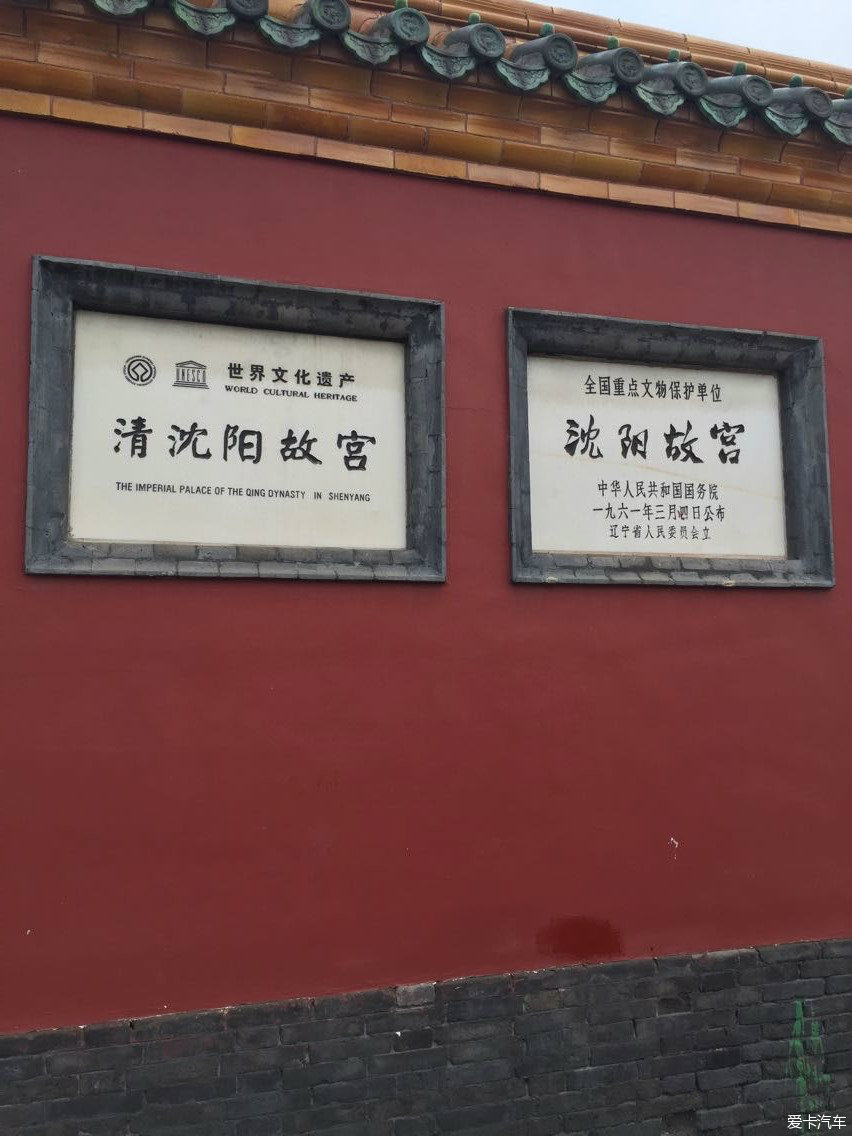 UNESCO
世界文化遗产
WORLD CULTURAL HERITAGE
清沈阳故宫
THE IMPERIAL PALACE OF THE QING DYNASTY IN SHENYANG
全国重点文物保护单位
沈阳故宫
中华人民共和国国务院
一九六一年三月四日公布
辽宁省人民委员会立
爱卡汽车